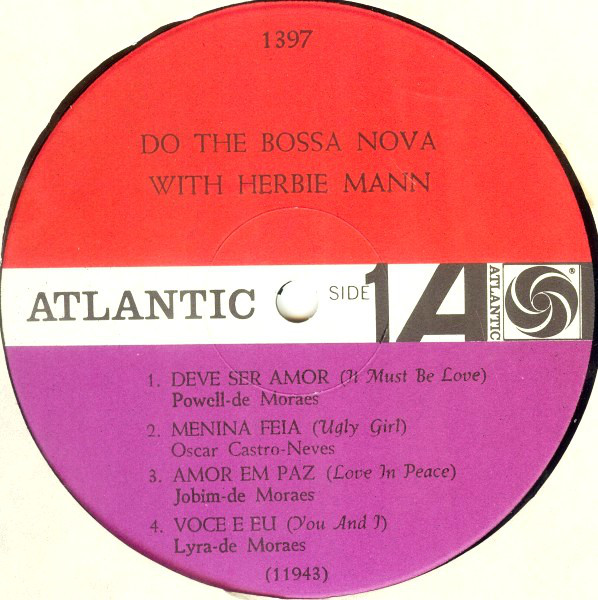 1397
DO THE BOSSA NOVA
WITH HERBIE MANN
ATLANTIC
SIDE 1
A
ATLANTIC
®
1. DEVE SER AMOR (It Must Be Love)
Powell-de Moraes
2. MENINA FEIA (Ugly Girl)
Oscar Castro-Neves
3. AMOR EM PAZ (Love In Peace)
Jobim-de Moraes
4. VOCE E EU (You And I)
Lyra-de Moraes
(11943)